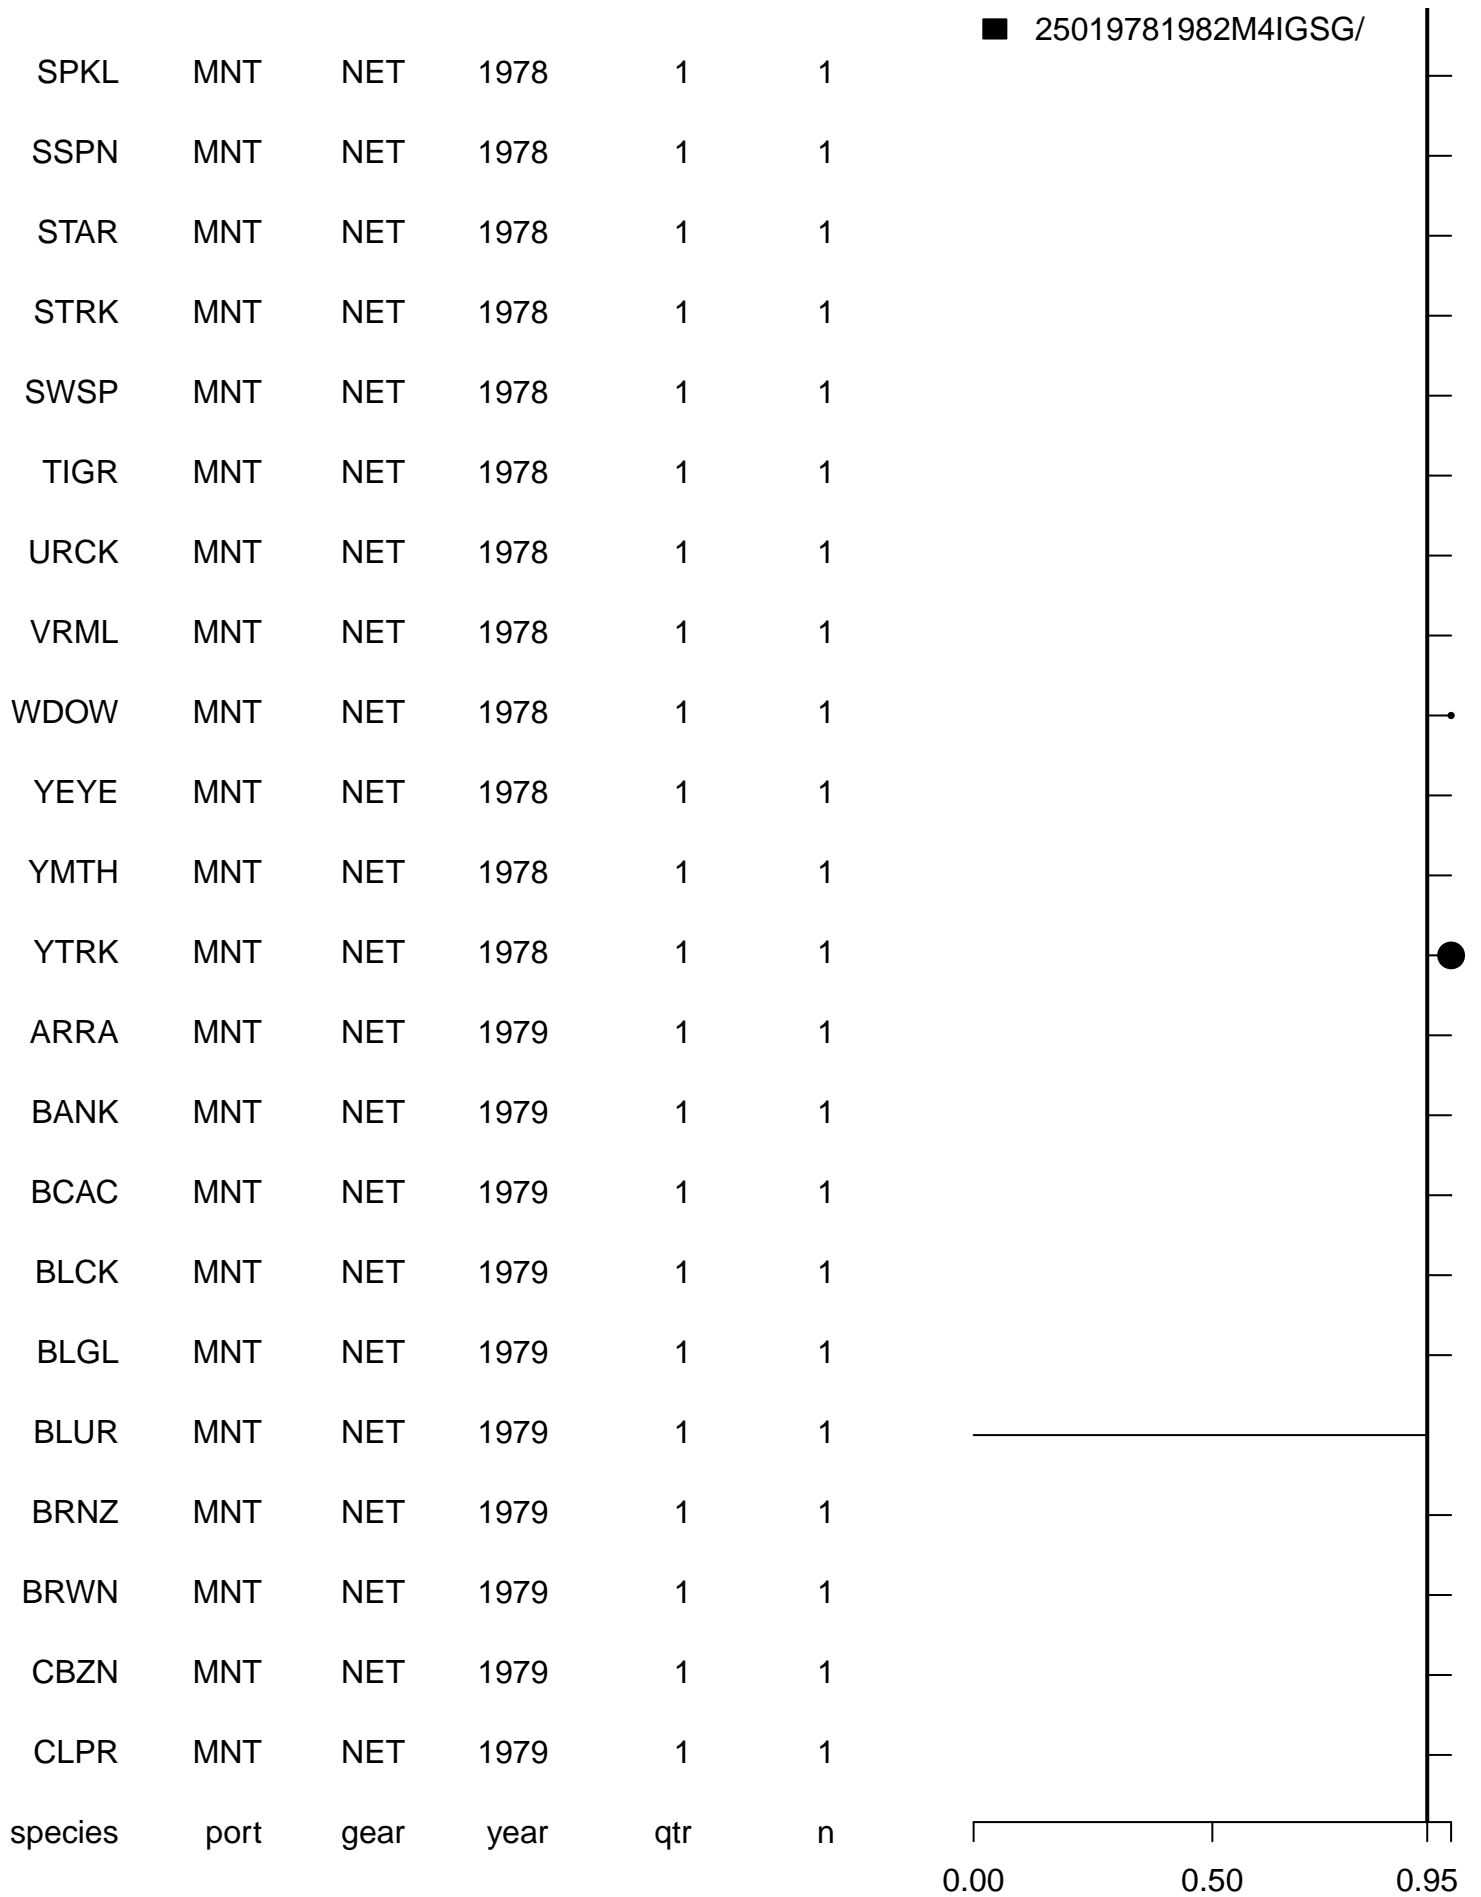 25019781982M4IGSG/
SPKL MNT NET 1978 1 1
SSPN MNT NET 1978 1 1
STAR MNT NET 1978 1 1
STRK MNT NET 1978 1 1
SWSP MNT NET 1978 1 1
TIGR MNT NET 1978 1 1
URCK MNT NET 1978 1 1
VRML MNT NET 1978 1 1
WDOW MNT NET 1978 1 1
YEYE MNT NET 1978 1 1
YMTH MNT NET 1978 1 1
YTRK MNT NET 1978 1 1
ARRA MNT NET 1979 1 1
BANK MNT NET 1979 1 1
BCAC MNT NET 1979 1 1
BLCK MNT NET 1979 1 1
BLGL MNT NET 1979 1 1
BLUR MNT NET 1979 1 1
BRNZ MNT NET 1979 1 1
BRWN MNT NET 1979 1 1
CBZN MNT NET 1979 1 1
CLPR MNT NET 1979 1 1
species port gear year qtr n
0.00 0.50 0.95